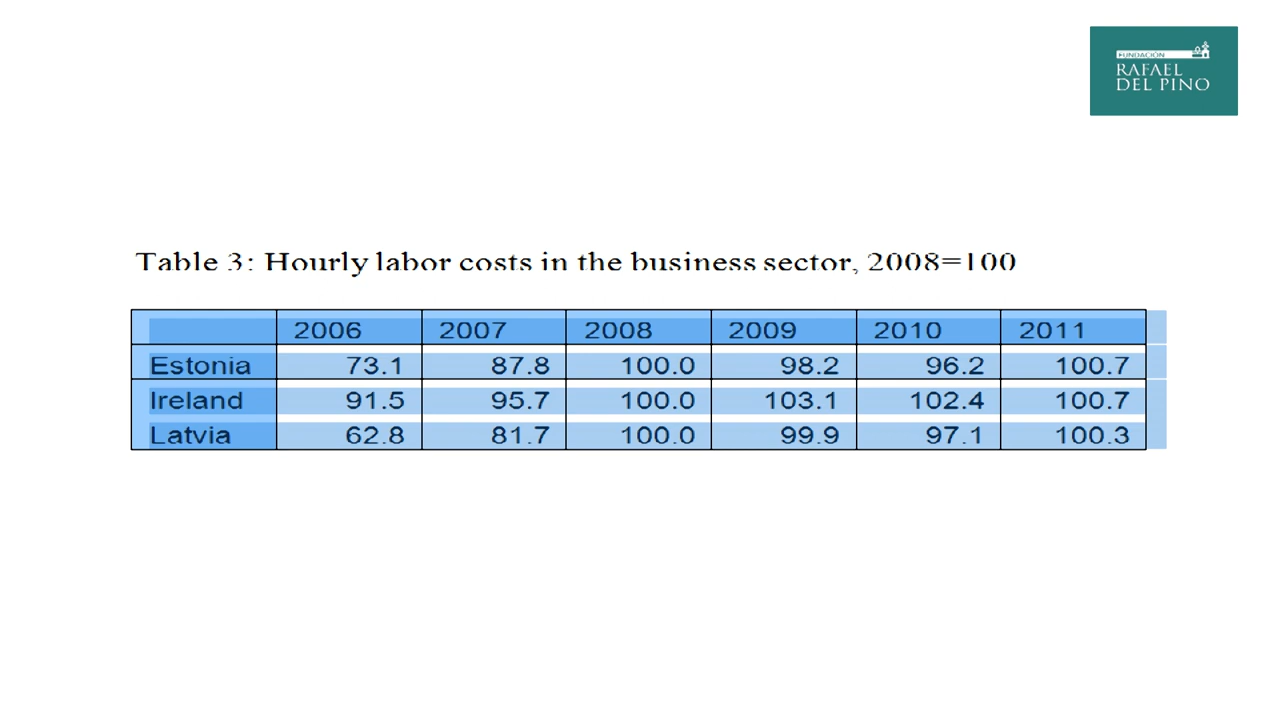 FUNDACIÓN
RAFAEL
DEL PINO
Table 3: Hourly labor costs in the business sector, 2008=100
2006 2007 2008 2009 2010 2011
Estonia 73.1 87.8 100.0 98.2 96.2 100.7
Ireland 91.5 95.7 100.0 103.1 102.4 100.7
Latvia 62.8 81.7 100.0 99.9 97.1 100.3